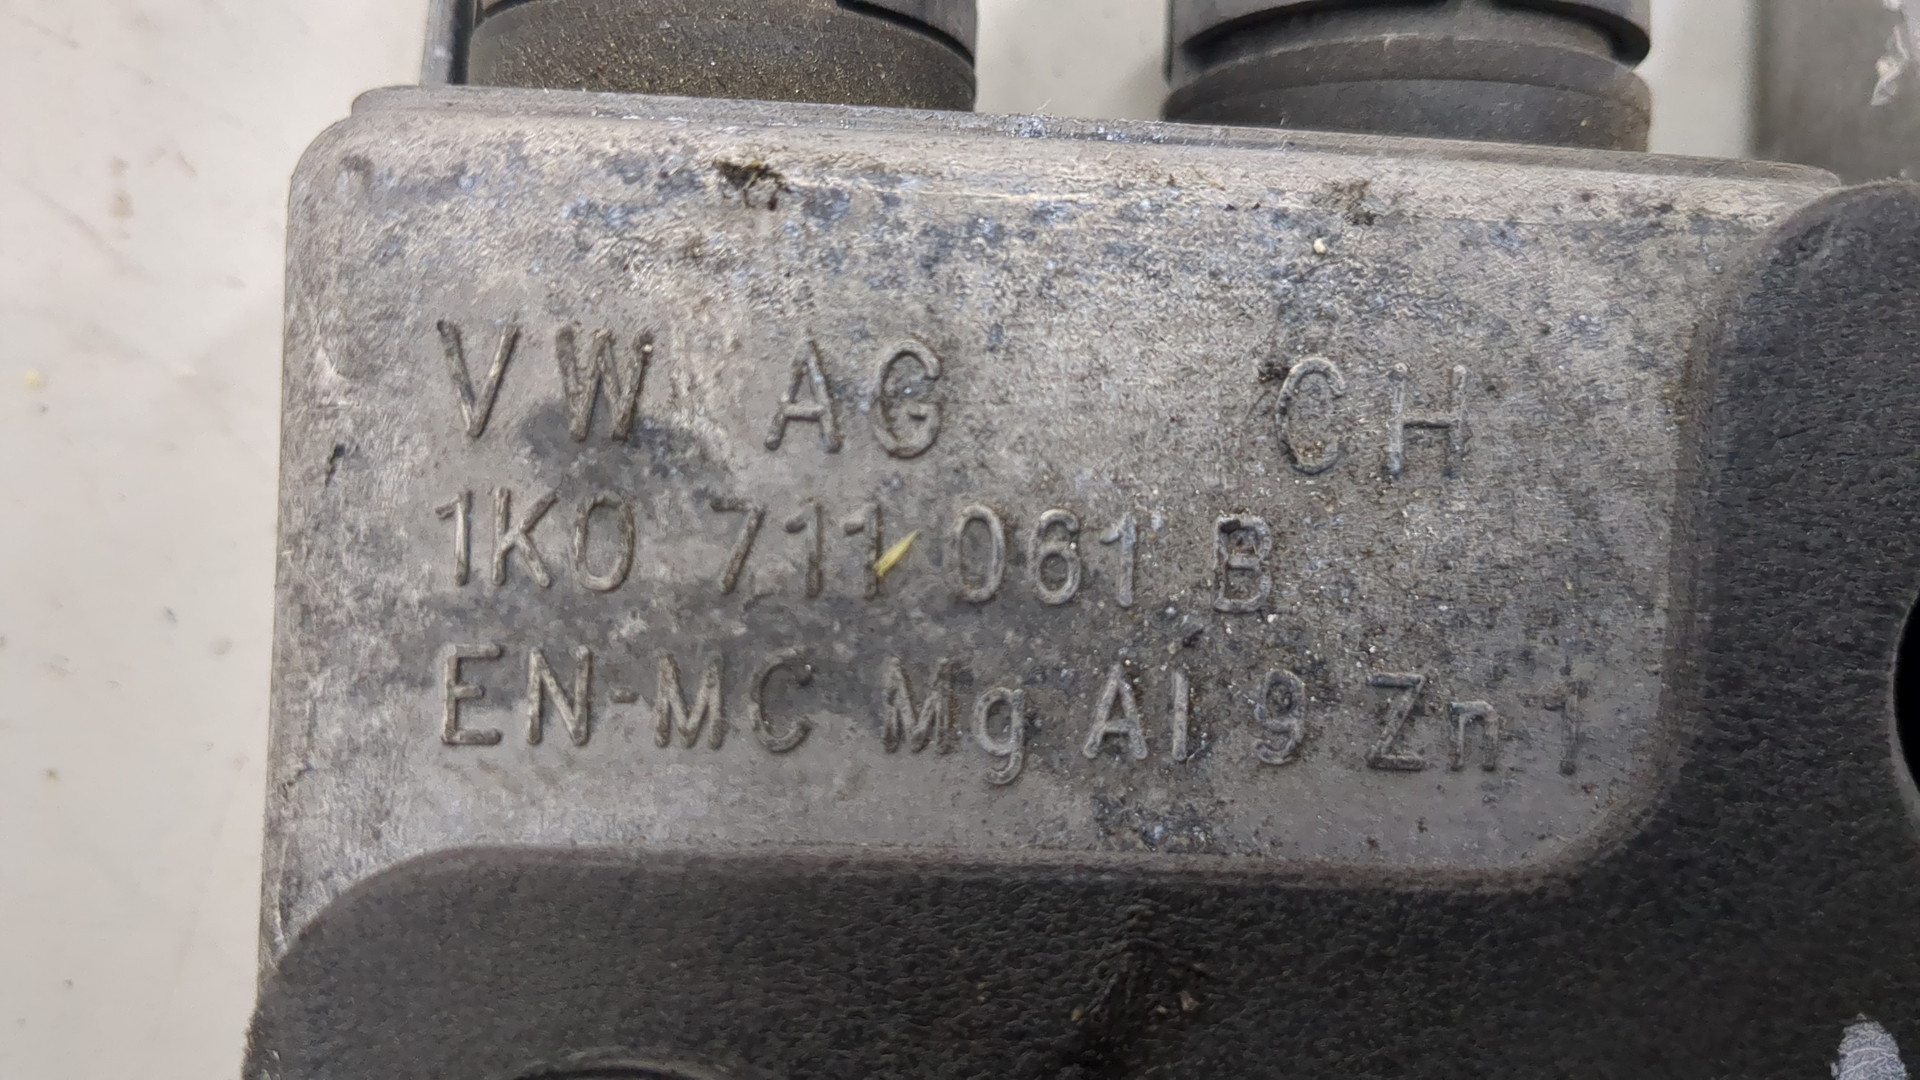 VW AG CH
1K0 711 061 B
EN-MC Mg Al 9 Zn 1